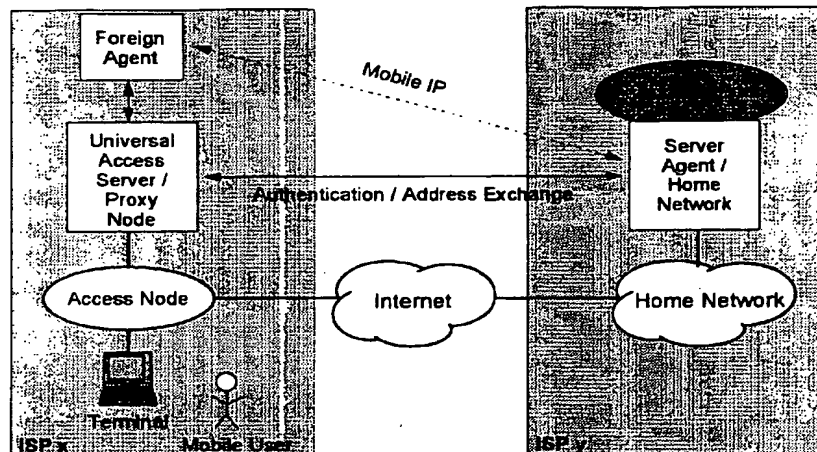 Foreign
Agent
Mobile IP
Universal
Access
Server /
Proxy
Node
Server
Agent /
Home
Network
Authentication / Address Exchange
Access Node
Internet
Home Network
Terminal
Mobile User
ISP x
ISP y